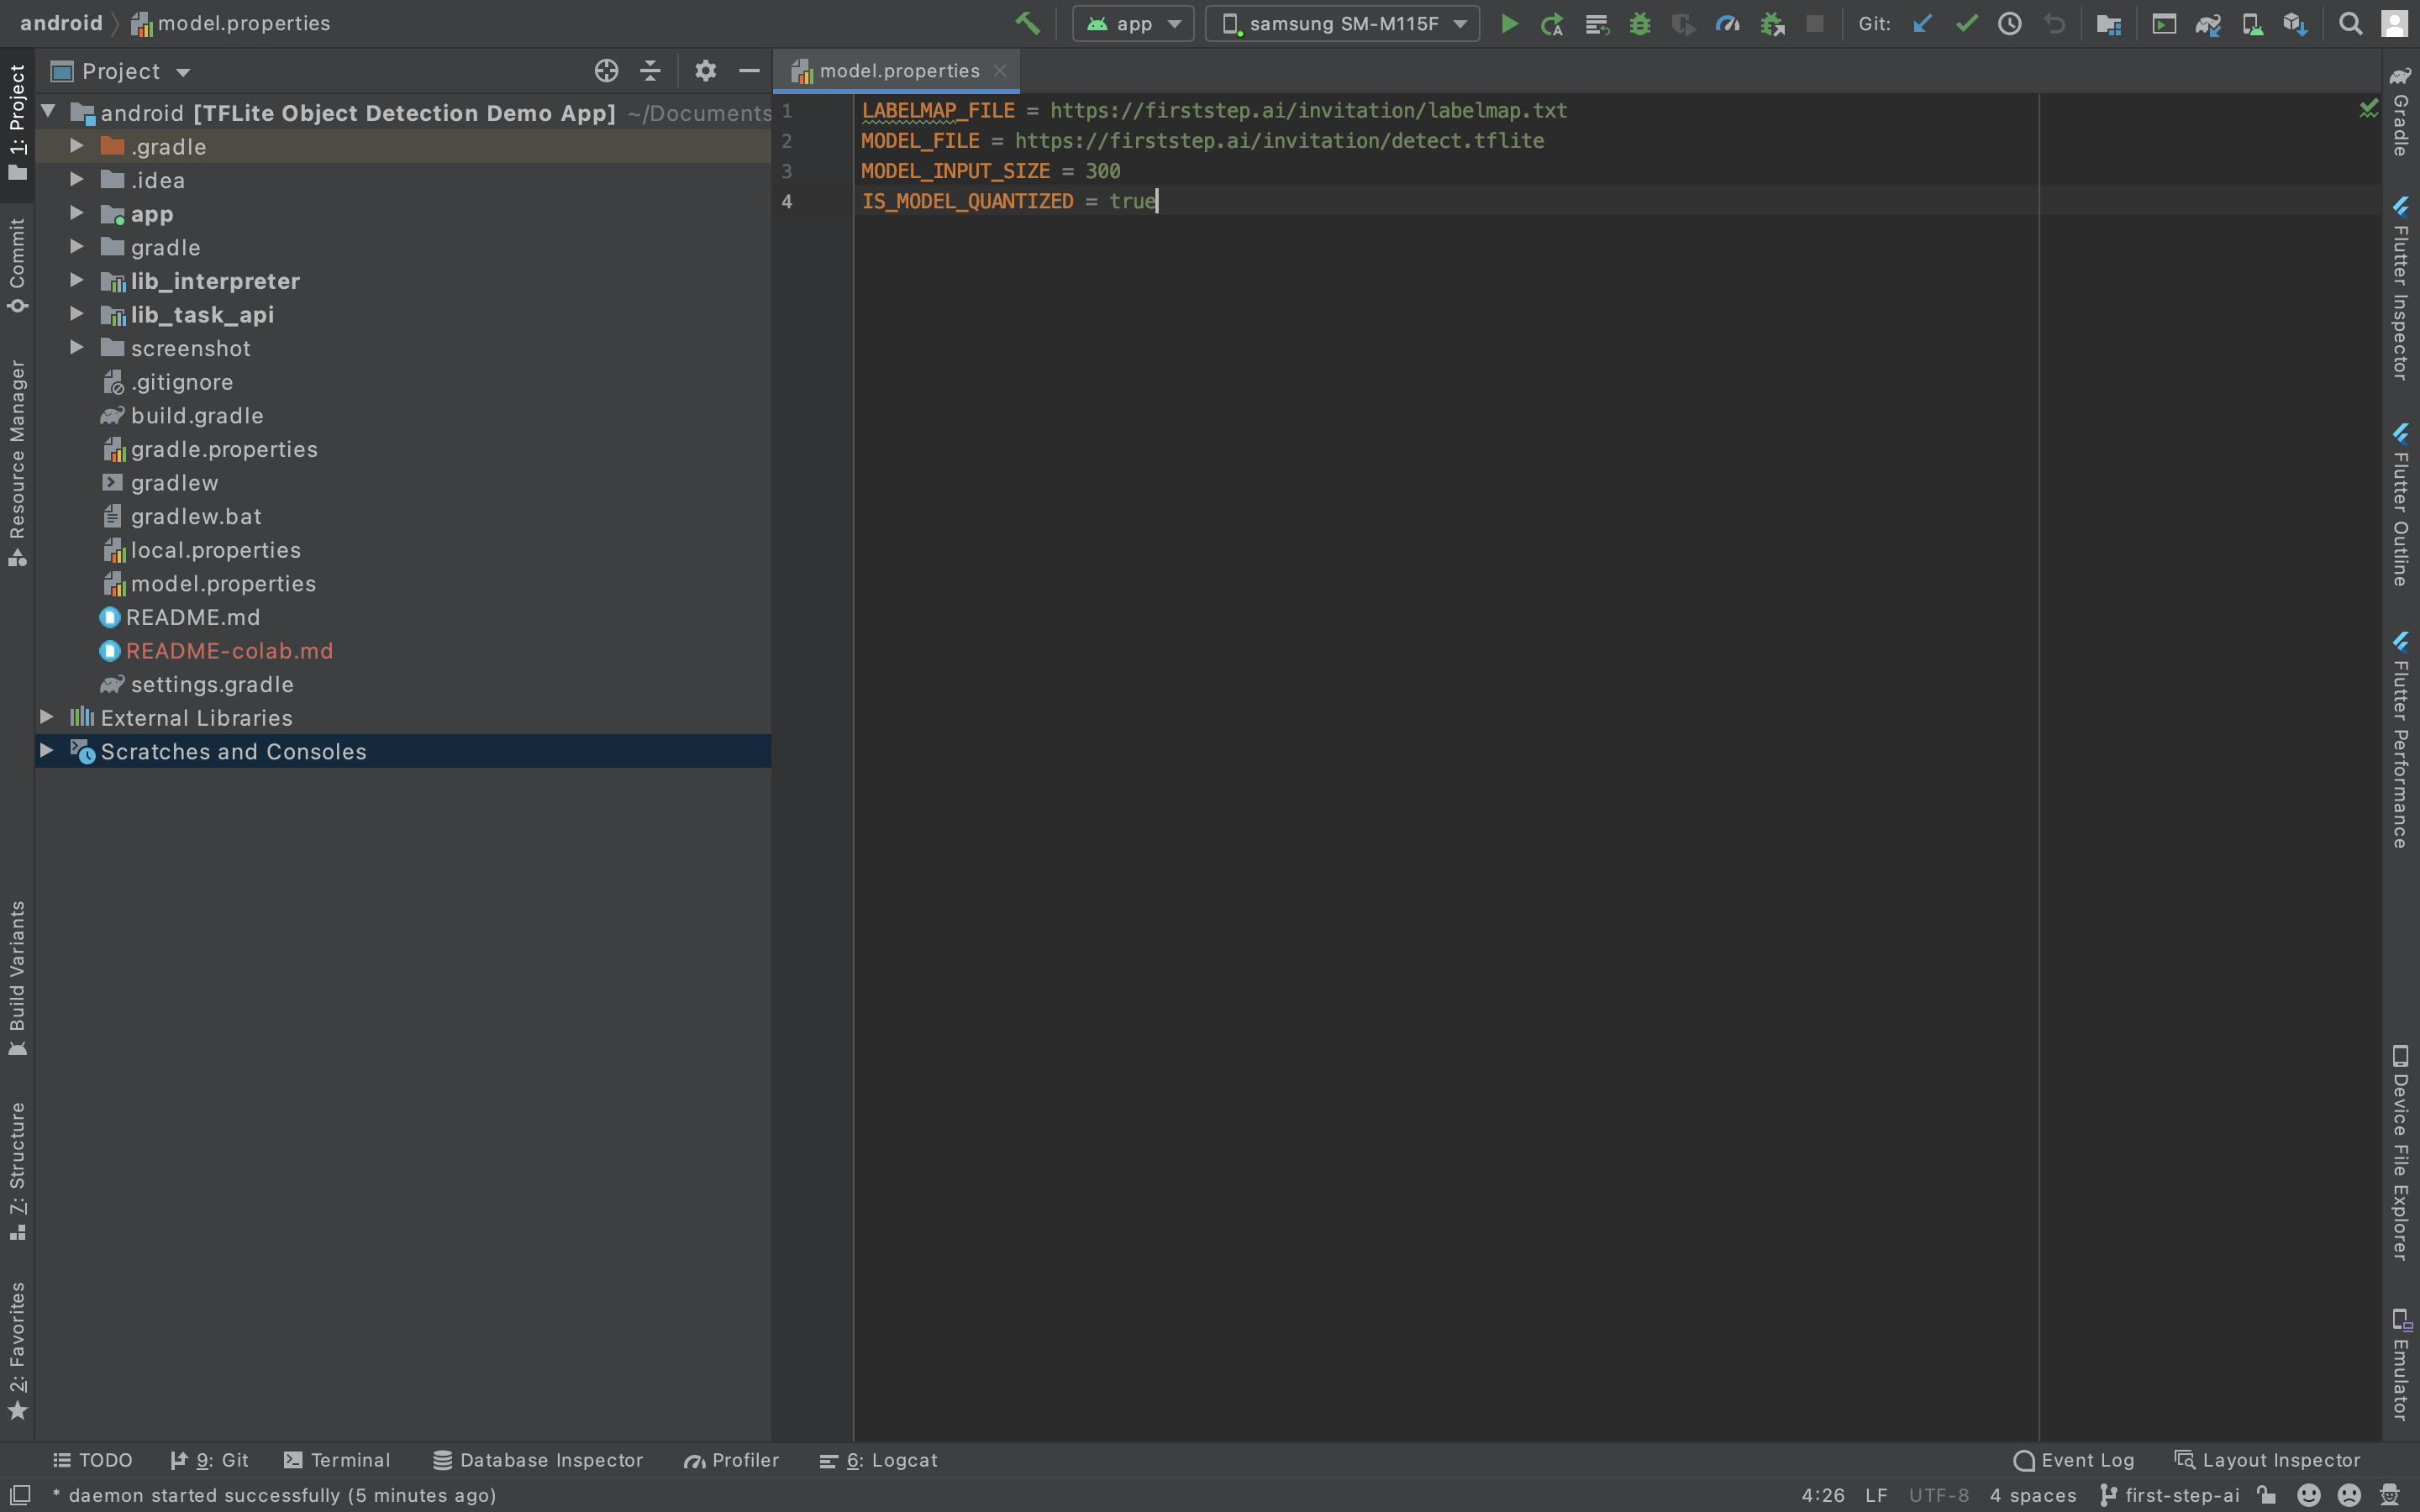 android
model.properties
app
samsung SM-M115F
Git:
Project
model.properties
android [TFLite Object Detection Demo App] ~/Documents
.gradle
.idea
app
gradle
lib_interpreter
lib_task_api
screenshot
.gitignore
build.gradle
gradle.properties
gradlew
gradlew.bat
local.properties
model.properties
README.md
README-colab.md
settings.gradle
External Libraries
Scratches and Consoles
1 LABELMAP_FILE = https://firststep.ai/invitation/labelmap.txt
2 MODEL_FILE = https://firststep.ai/invitation/detect.tflite
3 MODEL_INPUT_SIZE = 300
4 IS_MODEL_QUANTIZED = true
1: Project
Commit
Resource Manager
Build Variants
7: Structure
2: Favorites
Gradle
Flutter Inspector
Flutter Outline
Flutter Performance
Device File Explorer
Emulator
TODO
9: Git
Terminal
Database Inspector
Profiler
6: Logcat
Event Log
Layout Inspector
* daemon started successfully (5 minutes ago)
4:26 LF UTF-8 4 spaces first-step-ai